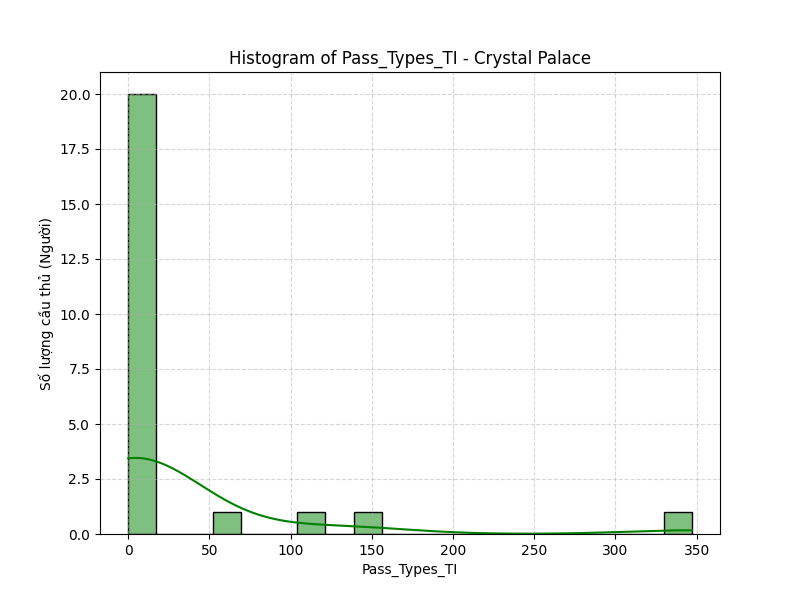 Histogram of Pass_Types_TI - Crystal Palace
Số lượng cầu thủ (Người)
20.0
17.5
15.0
12.5
10.0
7.5
5.0
2.5
0.0
0 50 100 150 200 250 300 350
Pass_Types_TI